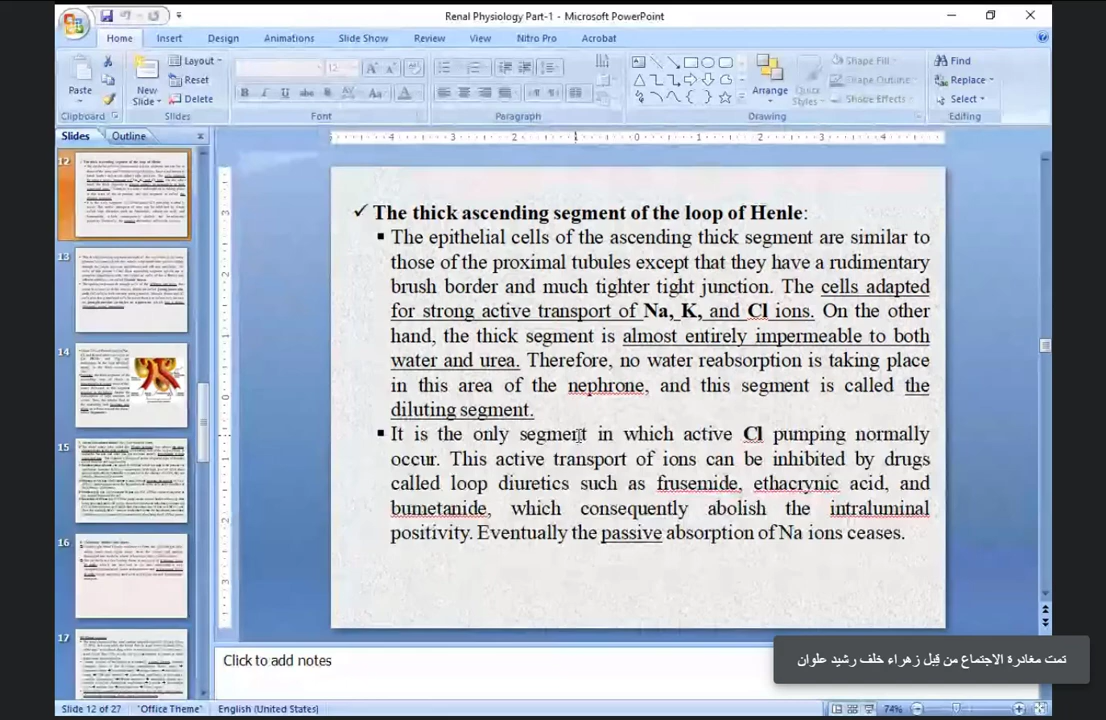 Renal Physiology Part-1 - Microsoft PowerPoint
Home Insert Design Animations Slide Show Review View Nitro Pro Acrobat
Paste
New Slide
Layout
Reset
Delete
12
Arrange
Quick Styles
Shape Fill
Shape Outline
Shape Effects
Find
Replace
Select
Clipboard Slides Font Paragraph Drawing Editing
Slides Outline
12
13
14
15
16
17
✓ The thick ascending segment of the loop of Henle:
▪ The epithelial cells of the ascending thick segment are similar to
those of the proximal tubules except that they have a rudimentary
brush border and much tighter tight junction. The cells adapted
for strong active transport of Na, K, and Cl ions. On the other
hand, the thick segment is almost entirely impermeable to both
water and urea. Therefore, no water reabsorption is taking place
in this area of the nephrone, and this segment is called the
diluting segment.
▪ It is the only segment in which active Cl pumping normally
occur. This active transport of ions can be inhibited by drugs
called loop diuretics such as frusemide, ethacrynic acid, and
bumetanide, which consequently abolish the intraluminal
positivity. Eventually the passive absorption of Na ions ceases.
Click to add notes
تمت مغادرة الاجتماع من قبل زهراء خلف رشيد علوان
Slide 12 of 27 "Office Theme" English (United States) 74%